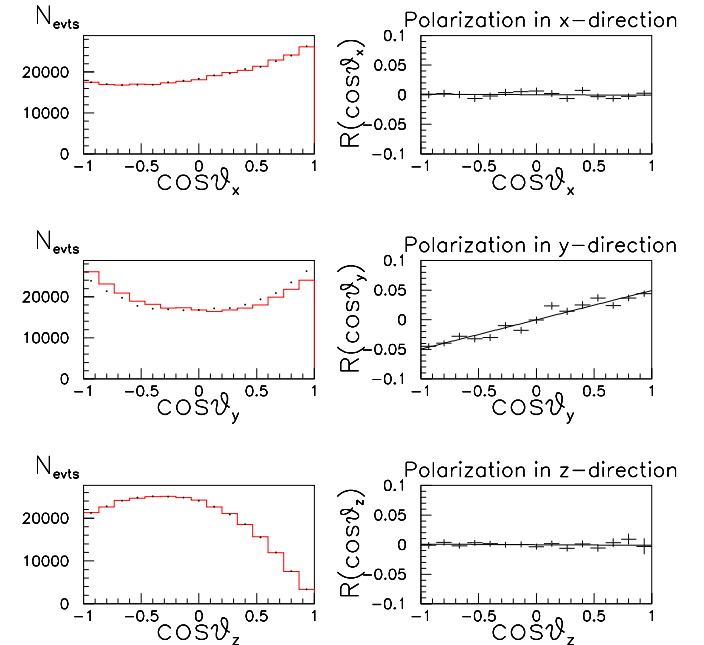 N_evts
Polarization in x-direction
20000
10000
0
-1 -0.5 0 0.5 1
COSϑ_x
R(cosϑ_x)
0.1
0.05
0
-0.05
-0.1
-1 -0.5 0 0.5 1
COSϑ_x
N_evts
Polarization in y-direction
20000
10000
0
-1 -0.5 0 0.5 1
COSϑ_y
R(cosϑ_y)
0.1
0.05
0
-0.05
-0.1
-1 -0.5 0 0.5 1
COSϑ_y
N_evts
Polarization in z-direction
20000
10000
0
-1 -0.5 0 0.5 1
COSϑ_z
R(cosϑ_z)
0.1
0.05
0
-0.05
-0.1
-1 -0.5 0 0.5 1
COSϑ_z